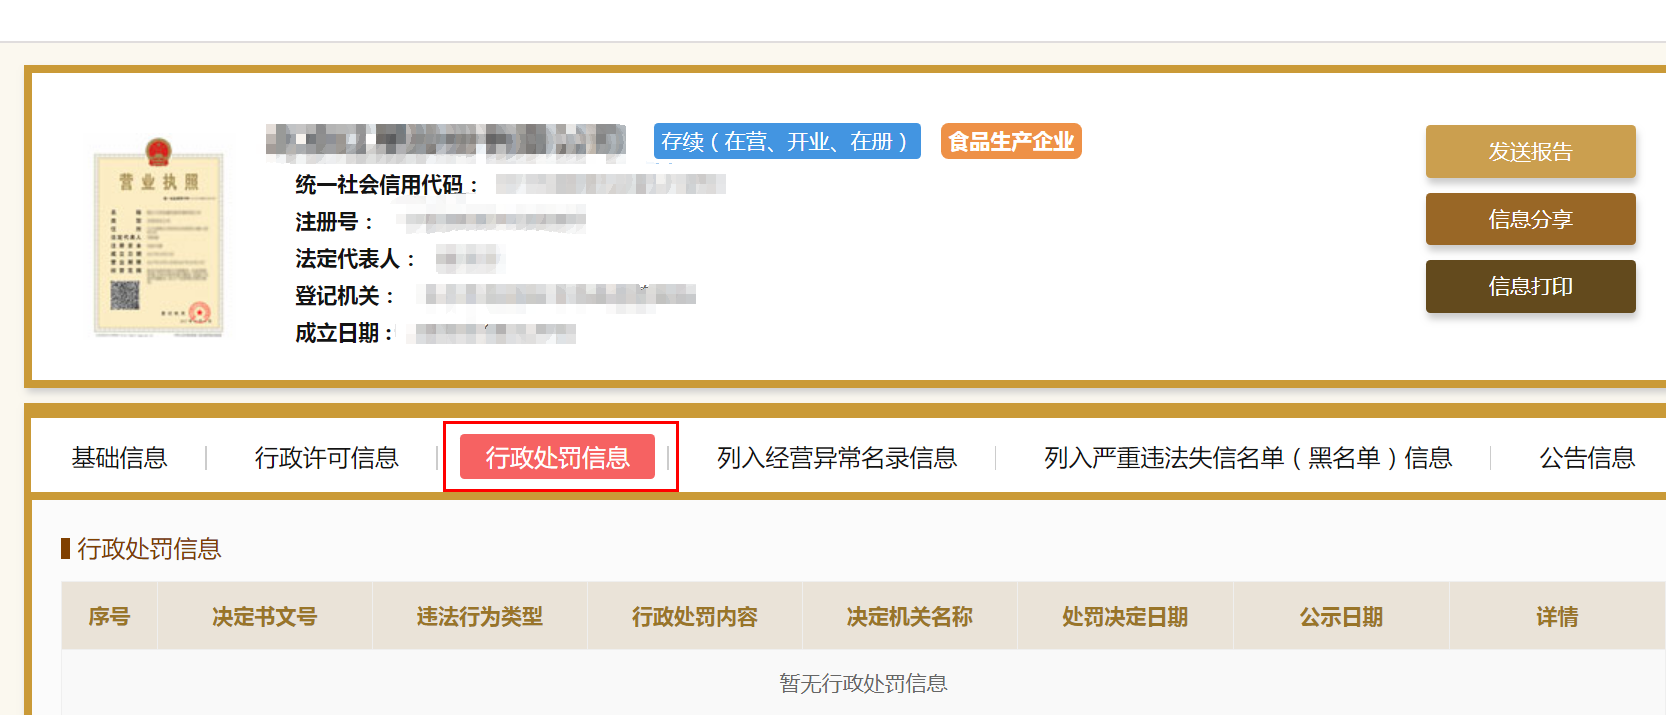 存续（在营、开业、在册）
食品生产企业
营业执照
统一社会信用代码：
注册号：
法定代表人：
登记机关：
成立日期：
发送报告
信息分享
信息打印
基础信息
行政许可信息
行政处罚信息
列入经营异常名录信息
列入严重违法失信名单（黑名单）信息
公告信息
行政处罚信息
序号 决定书文号 违法行为类型 行政处罚内容 决定机关名称 处罚决定日期 公示日期 详情
暂无行政处罚信息